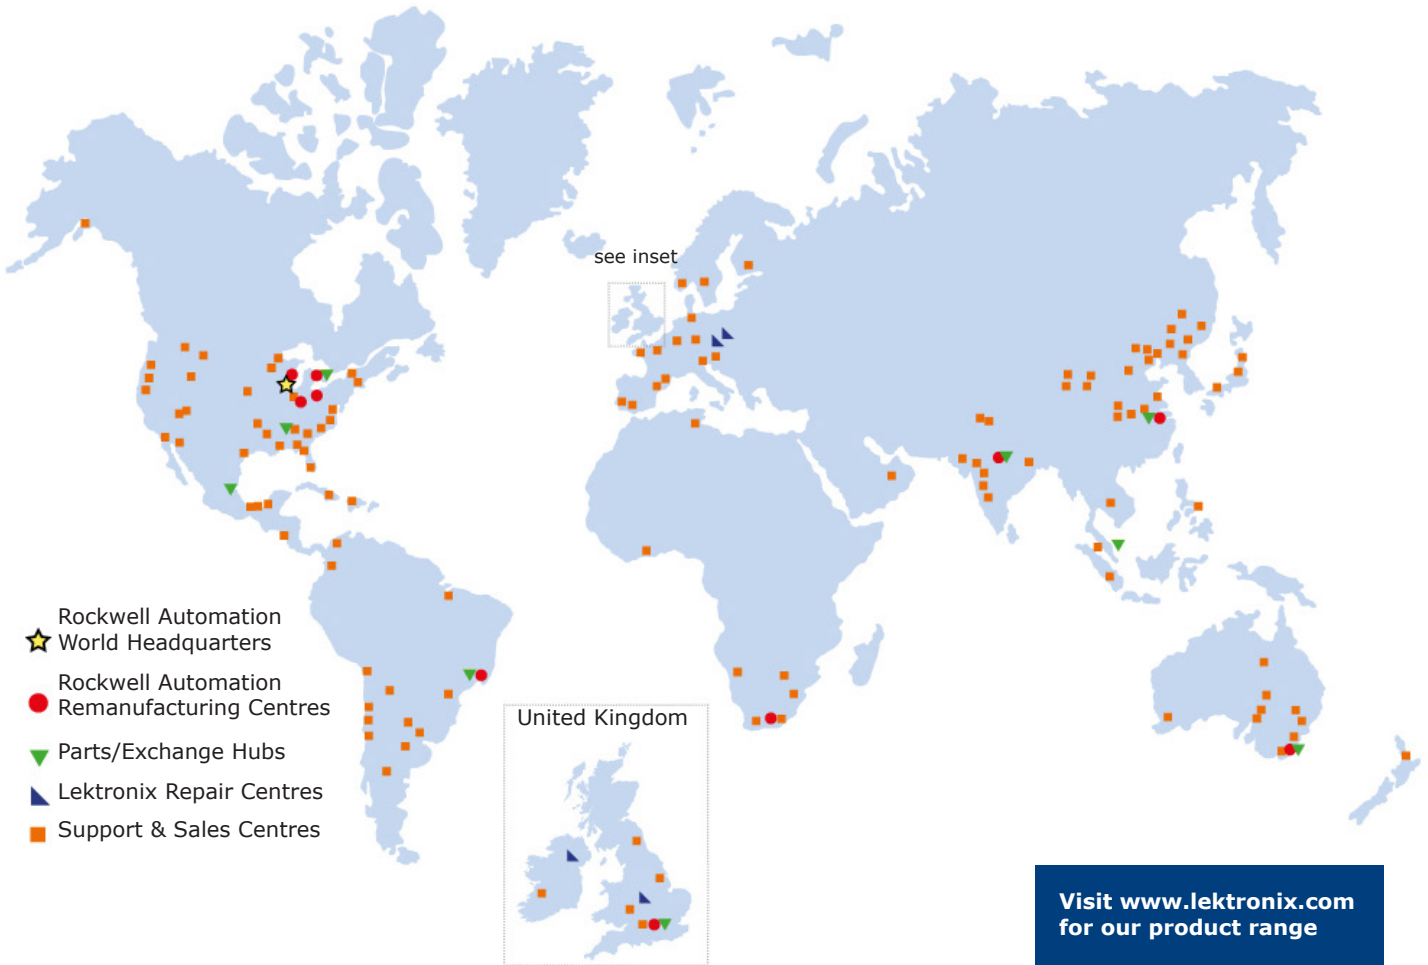 see inset
Rockwell Automation
World Headquarters
Rockwell Automation
Remanufacturing Centres
Parts/Exchange Hubs
Lektronix Repair Centres
Support & Sales Centres
United Kingdom
Visit www.lektronix.com
for our product range